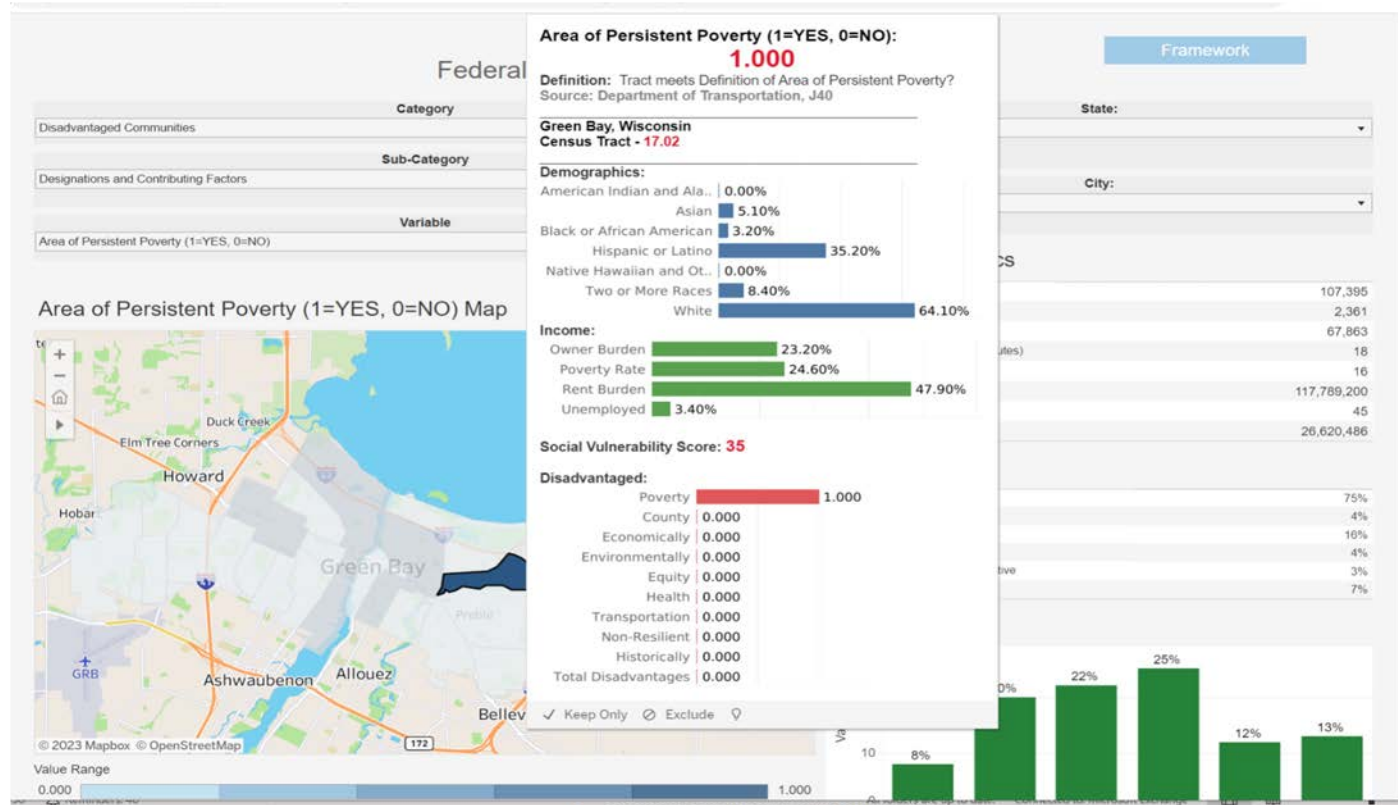 Federal
Framework
Category
Disadvantaged Communities
Sub-Category
Designations and Contributing Factors
Variable
Area of Persistent Poverty (1=YES, 0=NO)
State:
City:
Area of Persistent Poverty (1=YES, 0=NO):
1.000
Definition: Tract meets Definition of Area of Persistent Poverty?
Source: Department of Transportation, J40
Green Bay, Wisconsin
Census Tract - 17.02
Demographics:
American Indian and Ala.. 0.00%
Asian 5.10%
Black or African American 3.20%
Hispanic or Latino 35.20%
Native Hawaiian and Ot.. 0.00%
Two or More Races 8.40%
White 64.10%
Income:
Owner Burden 23.20%
Poverty Rate 24.60%
Rent Burden 47.90%
Unemployed 3.40%
Social Vulnerability Score: 35
Disadvantaged:
Poverty 1.000
County 0.000
Economically 0.000
Environmentally 0.000
Equity 0.000
Health 0.000
Transportation 0.000
Non-Resilient 0.000
Historically 0.000
Total Disadvantages 0.000
Keep Only Exclude
Area of Persistent Poverty (1=YES, 0=NO) Map
Duck Creek
Elm Tree Corners
Howard
Hobar
Green Bay
Preble
GRB
Ashwaubenon
Allouez
Bellev
172
© 2023 Mapbox © OpenStreetMap
Value Range
0.000 1.000
cs
107,395
2,361
67,863
utes) 18
16
117,789,200
45
26,620,486
75%
4%
16%
4%
tive 3%
7%
8%
0%
22%
25%
12%
13%
Va
10
0